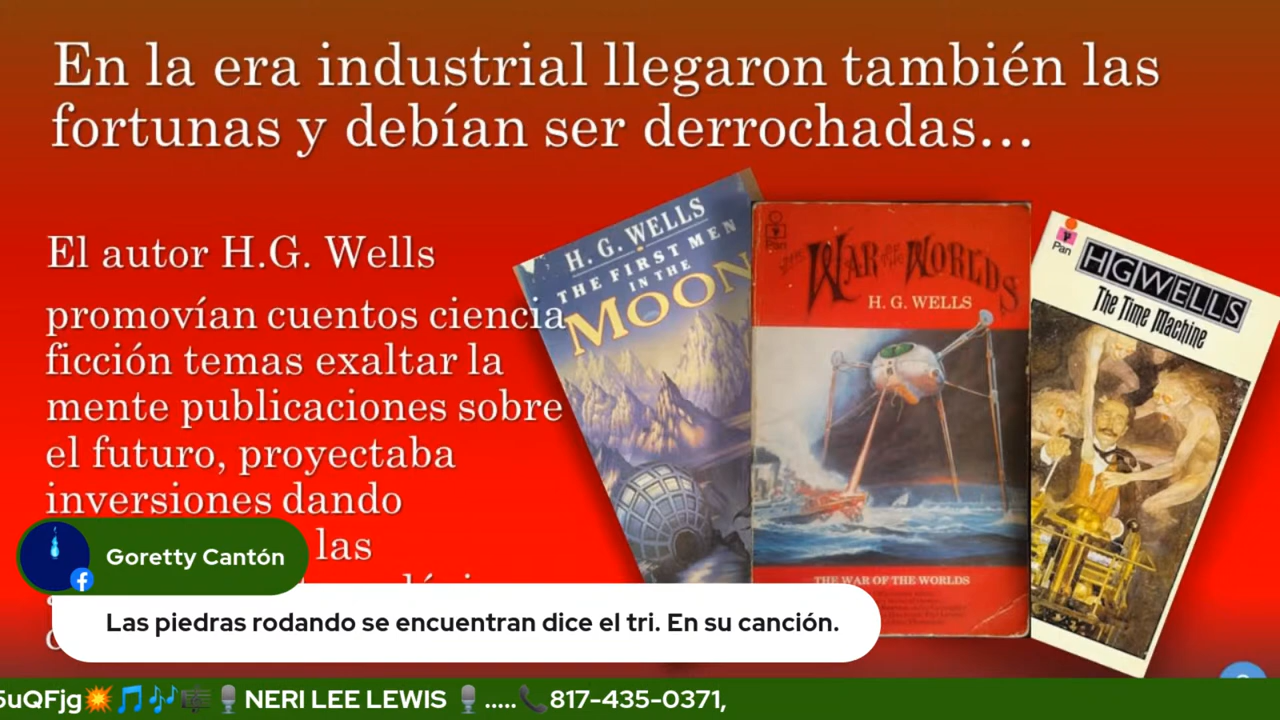 En la era industrial llegaron también las
fortunas y debían ser derrochadas...
El autor H.G. Wells
promovían cuentos ciencia
ficción temas exaltar la
mente publicaciones sobre
el futuro, proyectaba
inversiones dando
las
H. G. WELLS
THE FIRST MEN
IN THE
MOON
Pan
THE WAR OF THE WORLDS
H. G. WELLS
THE WAR OF THE WORLDS
Pan
HG WELLS
The Time Machine
Goretty Cantón
Las piedras rodando se encuentran dice el tri. En su canción.
5uQFjg💥🎵🎶🎼🎙️NERI LEE LEWIS 🎙️.....📞817-435-0371,